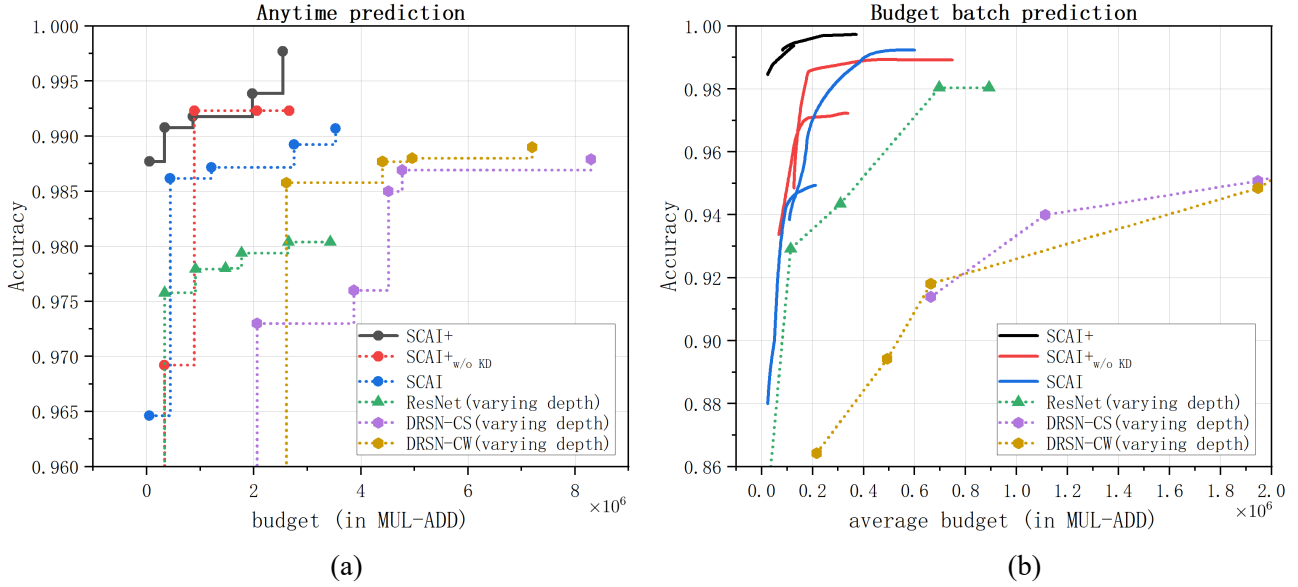 Anytime prediction
1.000
0.995
0.990
0.985
0.980
0.975
0.970
0.965
0.960
Accuracy
SCAI+
SCAI+w/o KD
SCAI
ResNet(varying depth)
DRSN-CS(varying depth)
DRSN-CW(varying depth)
0 2 4 6 8
×10^6
budget (in MUL-ADD)
(a)
Budget batch prediction
1.00
0.98
0.96
0.94
0.92
0.90
0.88
0.86
Accuracy
SCAI+
SCAI+w/o KD
SCAI
ResNet(varying depth)
DRSN-CS(varying depth)
DRSN-CW(varying depth)
0.0 0.2 0.4 0.6 0.8 1.0 1.2 1.4 1.6 1.8 2.0
×10^6
average budget (in MUL-ADD)
(b)